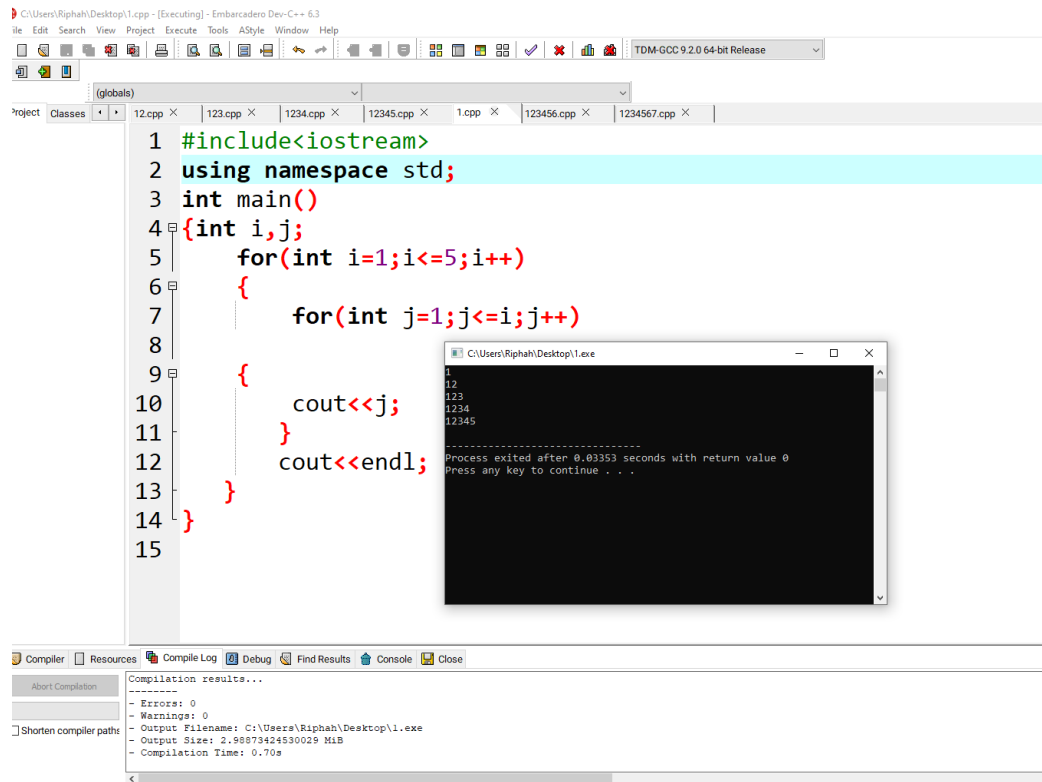 C:\Users\Riphah\Desktop\1.cpp - [Executing] - Embarcadero Dev-C++ 6.3
ile Edit Search View Project Execute Tools AStyle Window Help
TDM-GCC 9.2.0 64-bit Release
(globals)
Project Classes 12.cpp 123.cpp 1234.cpp 12345.cpp 1.cpp 123456.cpp 1234567.cpp
1 #include<iostream>
2 using namespace std;
3 int main()
4 {int i,j;
5 for(int i=1;i<=5;i++)
6 {
7 for(int j=1;j<=i;j++)
8
9 {
10 cout<<j;
11 }
12 cout<<endl;
13 }
14 }
15
C:\Users\Riphah\Desktop\1.exe
1
12
123
1234
12345
--------------------------------
Process exited after 0.03353 seconds with return value 0
Press any key to continue . . .
Compiler Resources Compile Log Debug Find Results Console Close
Abort Compilation
Shorten compiler paths
Compilation results...
--------
- Errors: 0
- Warnings: 0
- Output Filename: C:\Users\Riphah\Desktop\1.exe
- Output Size: 2.98873424530029 MiB
- Compilation Time: 0.70s